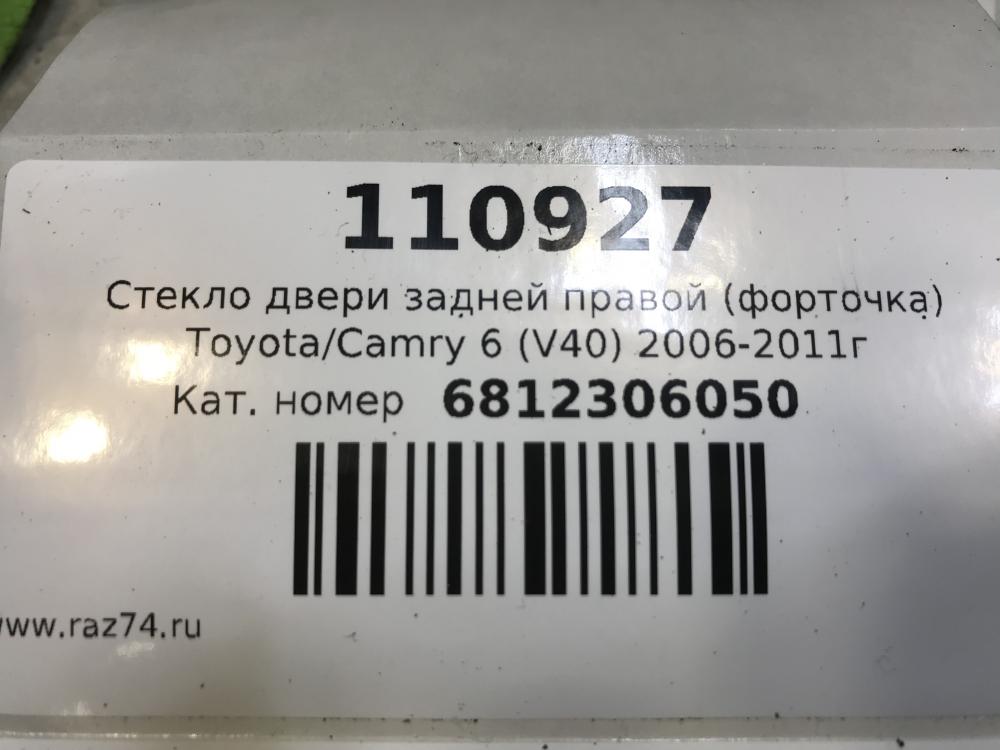 110927
Стекло двери задней правой (форточка)
Toyota/Camry 6 (V40) 2006-2011г
Кат. номер 6812306050
www.raz74.ru